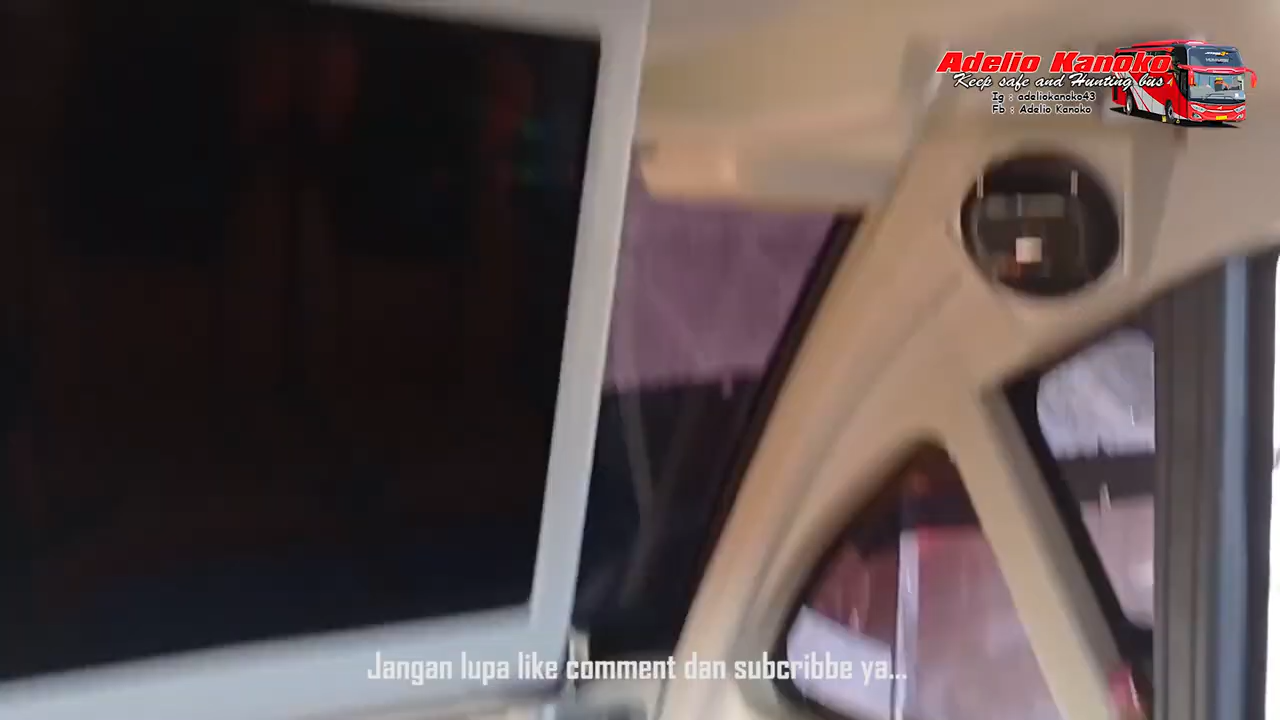 Adelio Kanoko
Keep safe and Hunting bus
Ig : adeliokanoko43
Fb : Adelio Kanoko
Jangan lupa like comment dan subcribbe ya...